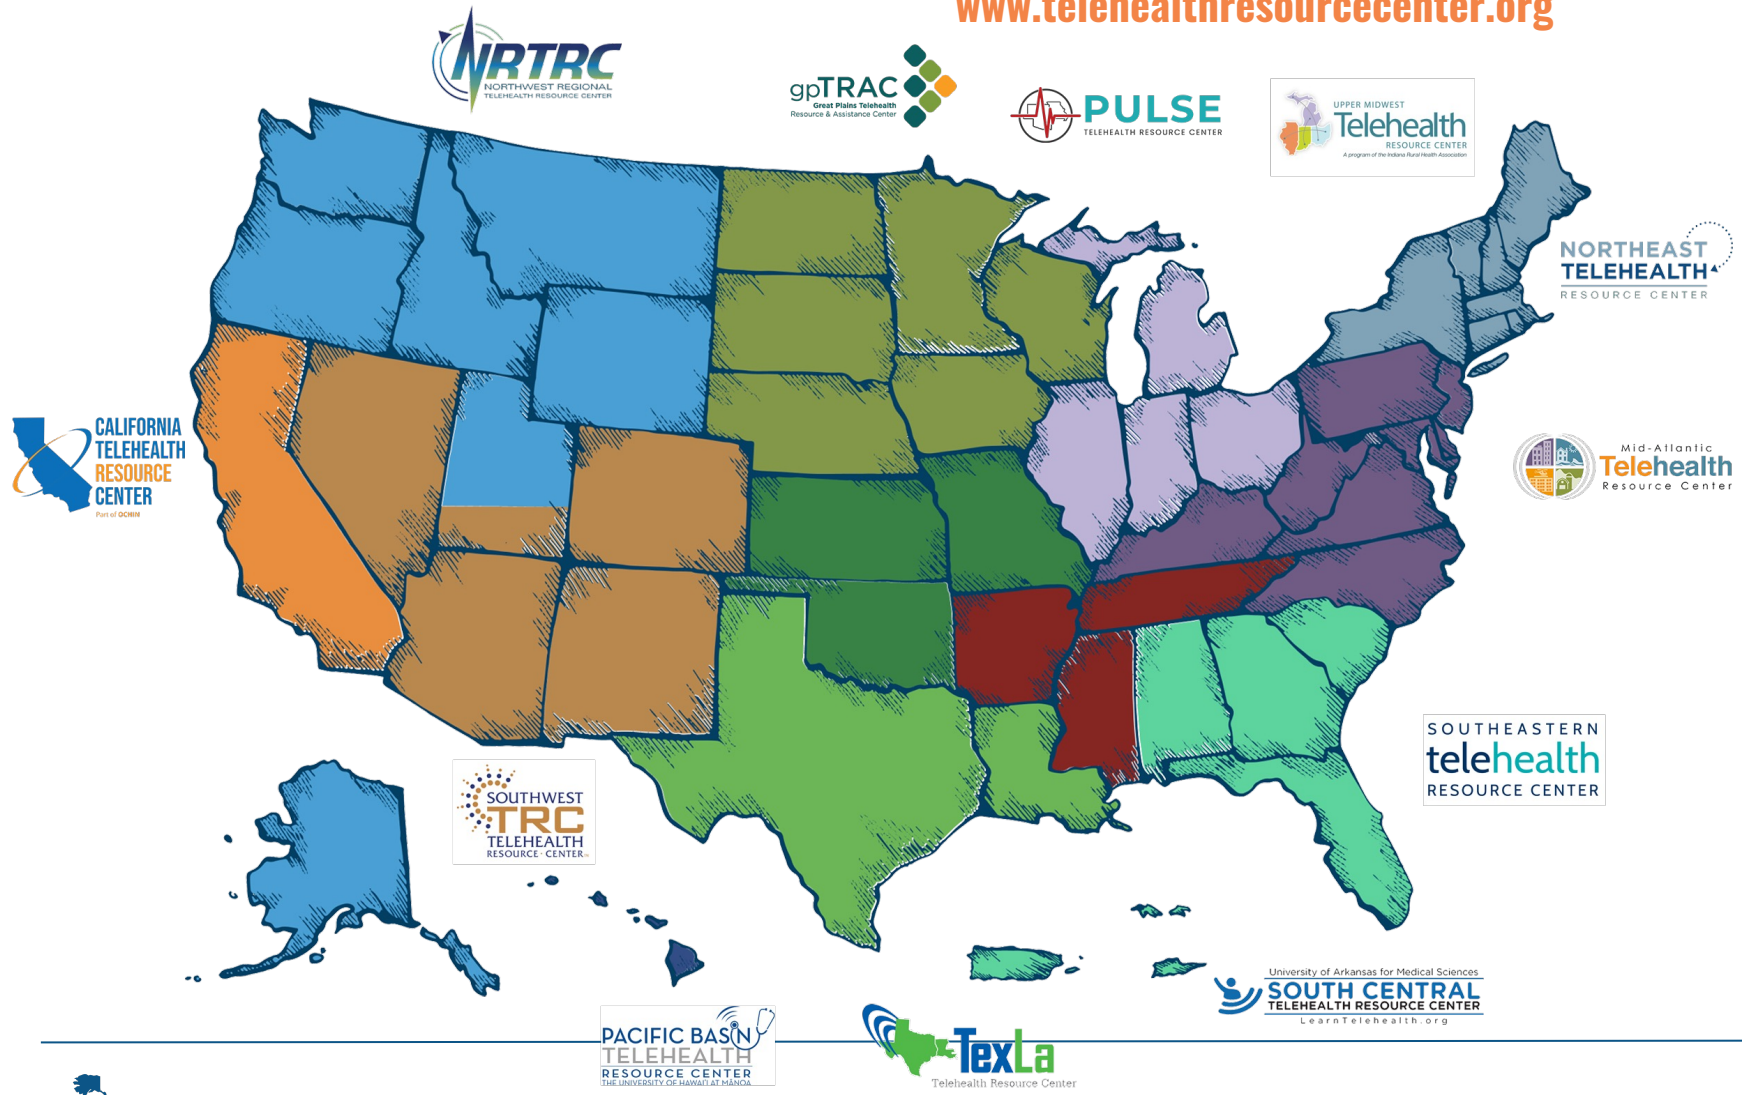 www.telehealthresourcecenter.org
NRTRC
NORTHWEST REGIONAL
TELEHEALTH RESOURCE CENTER
gpTRAC
Great Plains Telehealth
Resource & Assistance Center
PULSE
TELEHEALTH RESOURCE CENTER
UPPER MIDWEST
Telehealth
RESOURCE CENTER
A program of the Indiana Rural Health Association
NORTHEAST
TELEHEALTH
RESOURCE CENTER
CALIFORNIA
TELEHEALTH
RESOURCE
CENTER
Part of OCHIN
Mid-Atlantic
Telehealth
Resource Center
SOUTHEASTERN
telehealth
RESOURCE CENTER
SOUTHWEST
TRC
TELEHEALTH
RESOURCE · CENTER
University of Arkansas for Medical Sciences
SOUTH CENTRAL
TELEHEALTH RESOURCE CENTER
LearnTelehealth.org
PACIFIC BASIN
TELEHEALTH
RESOURCE CENTER
THE UNIVERSITY OF HAWAI'I AT MĀNOA
TexLa
Telehealth Resource Center